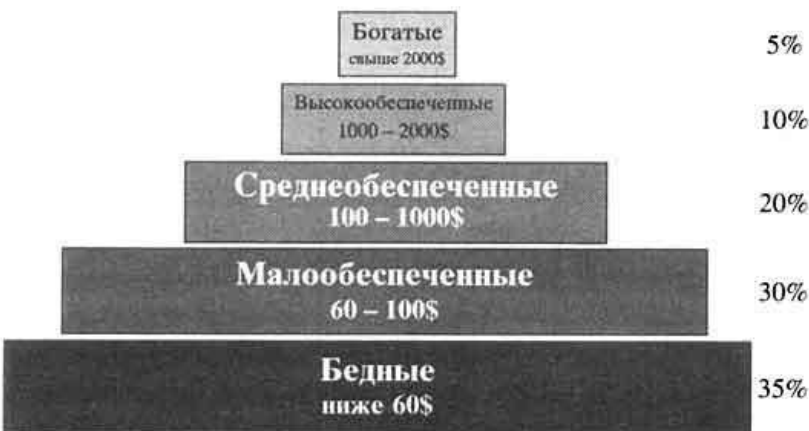 Богатые
свыше 2000$
5%
Высокообеспеченные
1000 – 2000$
10%
Среднеобеспеченные
100 – 1000$
20%
Малообеспеченные
60 – 100$
30%
Бедные
ниже 60$
35%